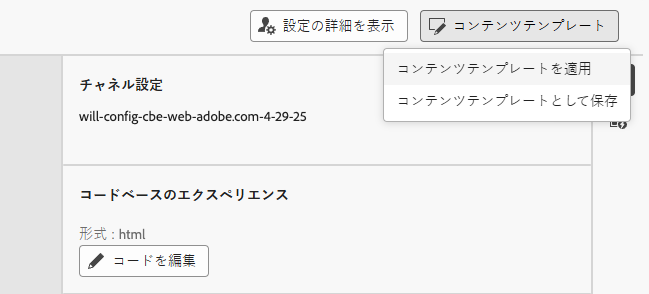 設定の詳細を表示
コンテンツテンプレート
コンテンツテンプレートを適用
コンテンツテンプレートとして保存
チャネル設定
will-config-cbe-web-adobe.com-4-29-25
コードベースのエクスペリエンス
形式 : html
コードを編集